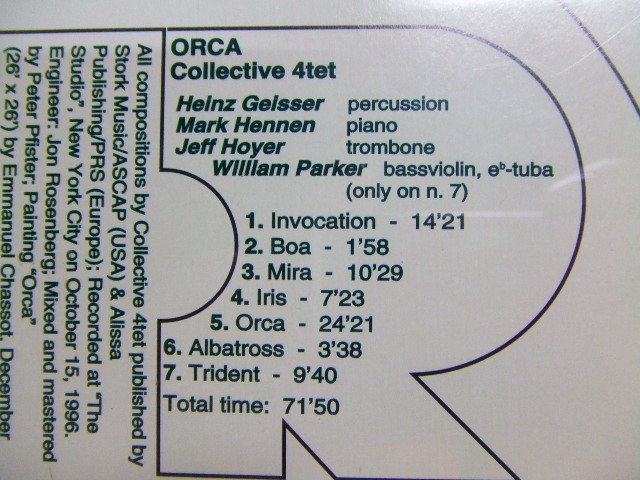 ORCA
Collective 4tet
Heinz Geisser percussion
Mark Hennen piano
Jeff Hoyer trombone
William Parker bassviolin, e♭-tuba
(only on n. 7)
1. Invocation - 14'21
2. Boa - 1'58
3. Mira - 10'29
4. Iris - 7'23
5. Orca - 24'21
6. Albatross - 3'38
7. Trident - 9'40
Total time: 71'50
All compositions by Collective 4tet published by
Stork Music/ASCAP (USA) & Alissa
Publishing/PRS (Europe); Recorded at "The
Studio", New York City on October 15, 1996.
Engineer: Jon Rosenberg; Mixed and mastered
by Peter Pfister; Painting "Orca"
(26' x 26') by Emmanuel Chassot, December